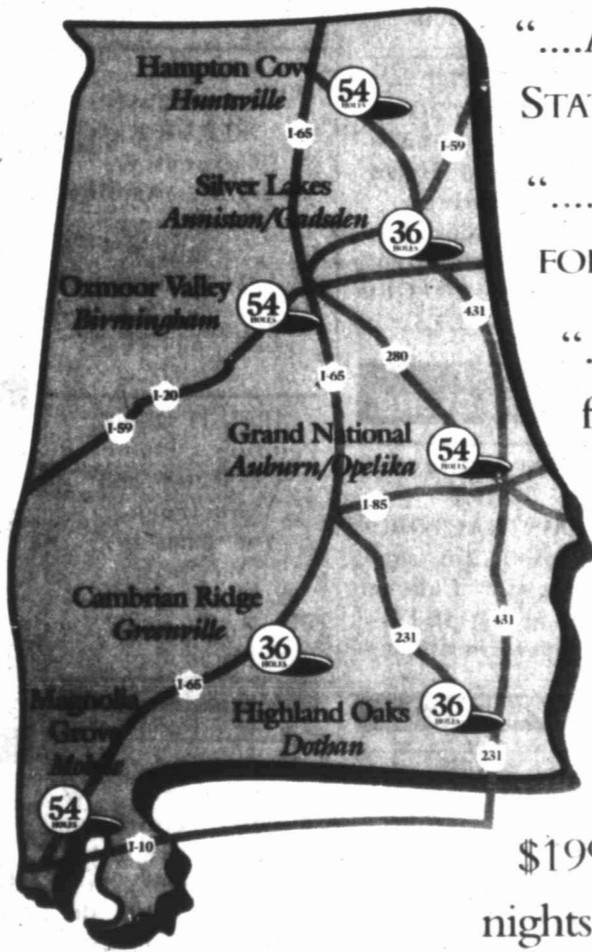 Hampton Cove
Huntsville
54
HOLES
I-65
I-59
Silver Lakes
Anniston/Gadsden
36
HOLES
Oxmoor Valley
Birmingham
54
HOLES
431
280
I-65
I-20
I-59
Grand National
Auburn/Opelika
54
HOLES
I-85
Cambrian Ridge
Greenville
36
HOLES
431
231
I-65
Magnolia
Grove
Mobile
54
HOLES
Highland Oaks
Dothan
36
HOLES
231
I-10
“....
STAT
“....
FOR
“.
f
$199
nights